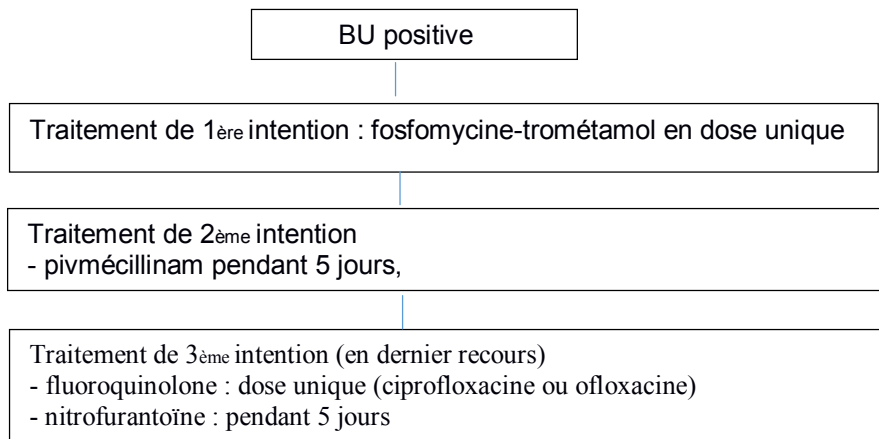 BU positive
Traitement de 1ère intention : fosfomycine-trométamol en dose unique
Traitement de 2ème intention
- pivmécillinam pendant 5 jours,
Traitement de 3ème intention (en dernier recours)
- fluoroquinolone : dose unique (ciprofloxacine ou ofloxacine)
- nitrofurantoïne : pendant 5 jours